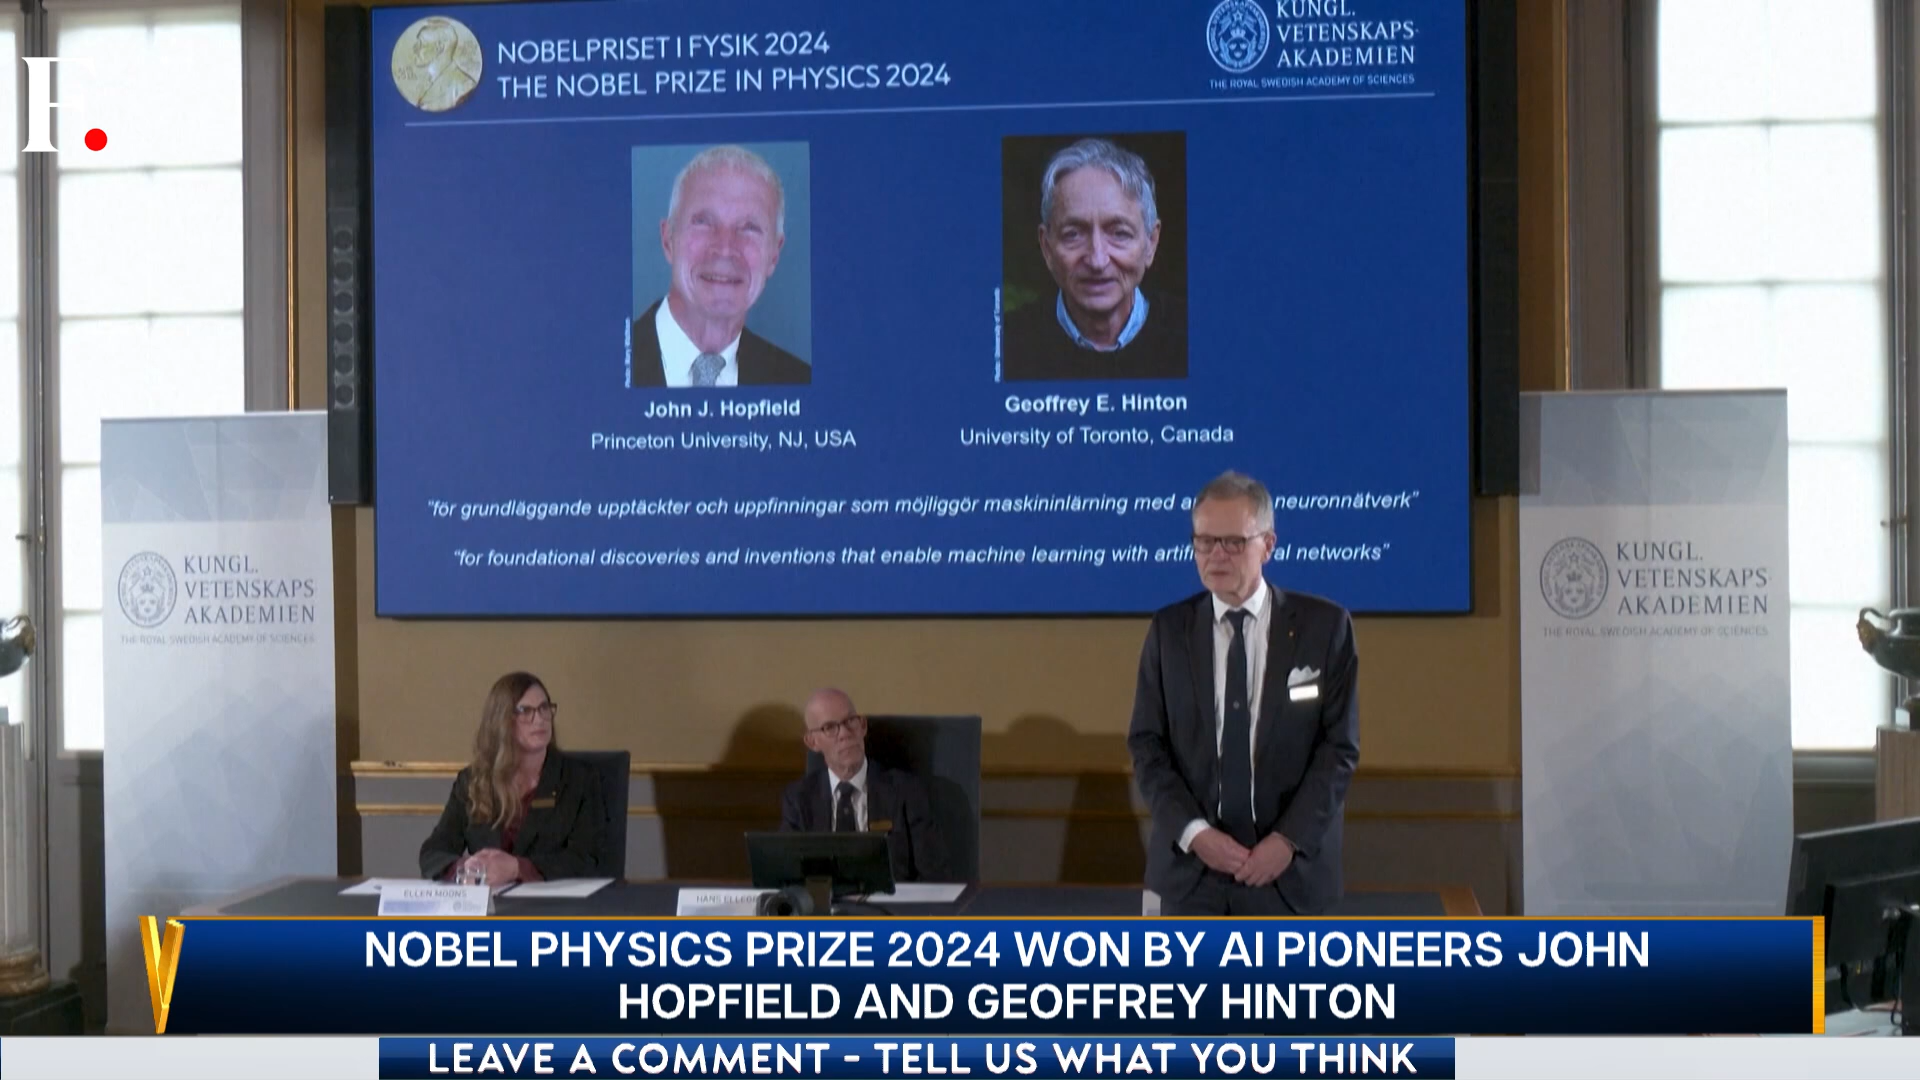 F.
NOBELPRISET I FYSIK 2024
THE NOBEL PRIZE IN PHYSICS 2024
KUNGL.
VETENSKAPS-
AKADEMIEN
THE ROYAL SWEDISH ACADEMY OF SCIENCES
John J. Hopfield
Princeton University, NJ, USA
Geoffrey E. Hinton
University of Toronto, Canada
"för grundläggande upptäckter och uppfinningar som möjliggör maskininlärning med neuronnätverk"
"for foundational discoveries and inventions that enable machine learning with networks"
KUNGL.
VETENSKAPS
AKADEMIEN
THE ROYAL SWEDISH ACADEMY OF SCIENCES
KUNGL.
VETENSKAPS
AKADEMIEN
THE ROYAL SWEDISH ACADEMY OF SCIENCES
ELLEN MOONS
HANS
NOBEL PHYSICS PRIZE 2024 WON BY AI PIONEERS JOHN
HOPFIELD AND GEOFFREY HINTON
LEAVE A COMMENT - TELL US WHAT YOU THINK